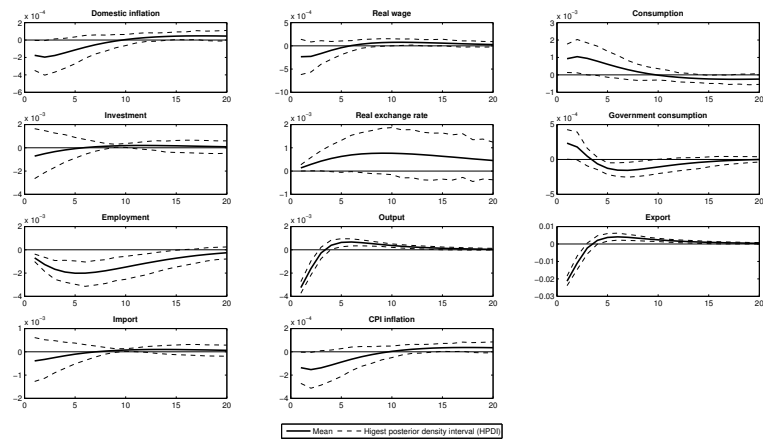 Domestic inflation
x 10⁻⁴
2
0
−2
−4
−6
0 5 10 15 20
Real wage
x 10⁻⁴
5
0
−5
−10
0 5 10 15 20
Consumption
x 10⁻³
3
2
1
0
−1
0 5 10 15 20
Investment
x 10⁻³
2
0
−2
−4
0 5 10 15 20
Real exchange rate
x 10⁻³
2
1
0
−1
0 5 10 15 20
Government consumption
x 10⁻⁴
5
0
−5
0 5 10 15 20
Employment
x 10⁻³
2
0
−2
−4
0 5 10 15 20
Output
x 10⁻³
2
0
−2
−4
0 5 10 15 20
Export
0.01
0
−0.01
−0.02
−0.03
0 5 10 15 20
Import
x 10⁻³
1
0
−1
−2
0 5 10 15 20
CPI inflation
x 10⁻⁴
2
0
−2
−4
0 5 10 15 20
Mean
Higest posterior density interval (HPDI)